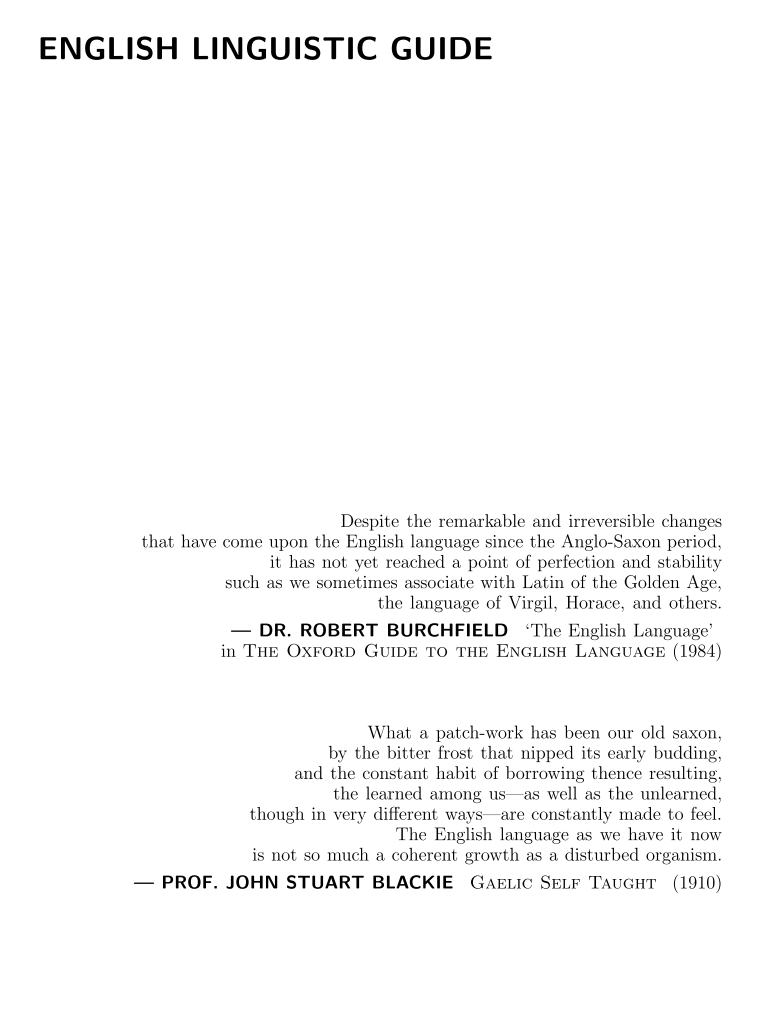 ENGLISH LINGUISTIC GUIDE
Despite the remarkable and irreversible changes
that have come upon the English language since the Anglo-Saxon period,
it has not yet reached a point of perfection and stability
such as we sometimes associate with Latin of the Golden Age,
the language of Virgil, Horace, and others.
— DR. ROBERT BURCHFIELD ‘The English Language’
in The Oxford Guide to the English Language (1984)
What a patch-work has been our old saxon,
by the bitter frost that nipped its early budding,
and the constant habit of borrowing thence resulting,
the learned among us—as well as the unlearned,
though in very different ways—are constantly made to feel.
The English language as we have it now
is not so much a coherent growth as a disturbed organism.
— PROF. JOHN STUART BLACKIE Gaelic Self Taught (1910)